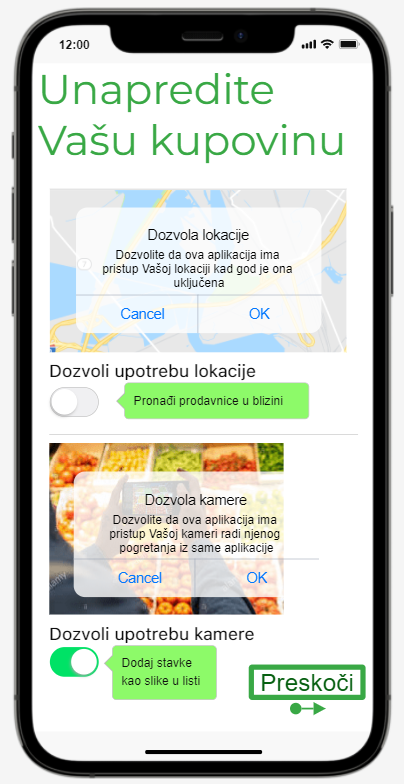 12:00
Unapredite
Vašu kupovinu
Dozvola lokacije
Dozvolite da ova aplikacija ima
pristup Vašoj lokaciji kad god je ona
uključena
Cancel
OK
Dozvoli upotrebu lokacije
Pronađi prodavnice u blizini
Dozvola kamere
Dozvolite da ova aplikacija ima
pristup Vašoj kameri radi njenog
pogretanja iz same aplikacije
Cancel
OK
Dozvoli upotrebu kamere
Dodaj stavke
kao slike u listi
Preskoči